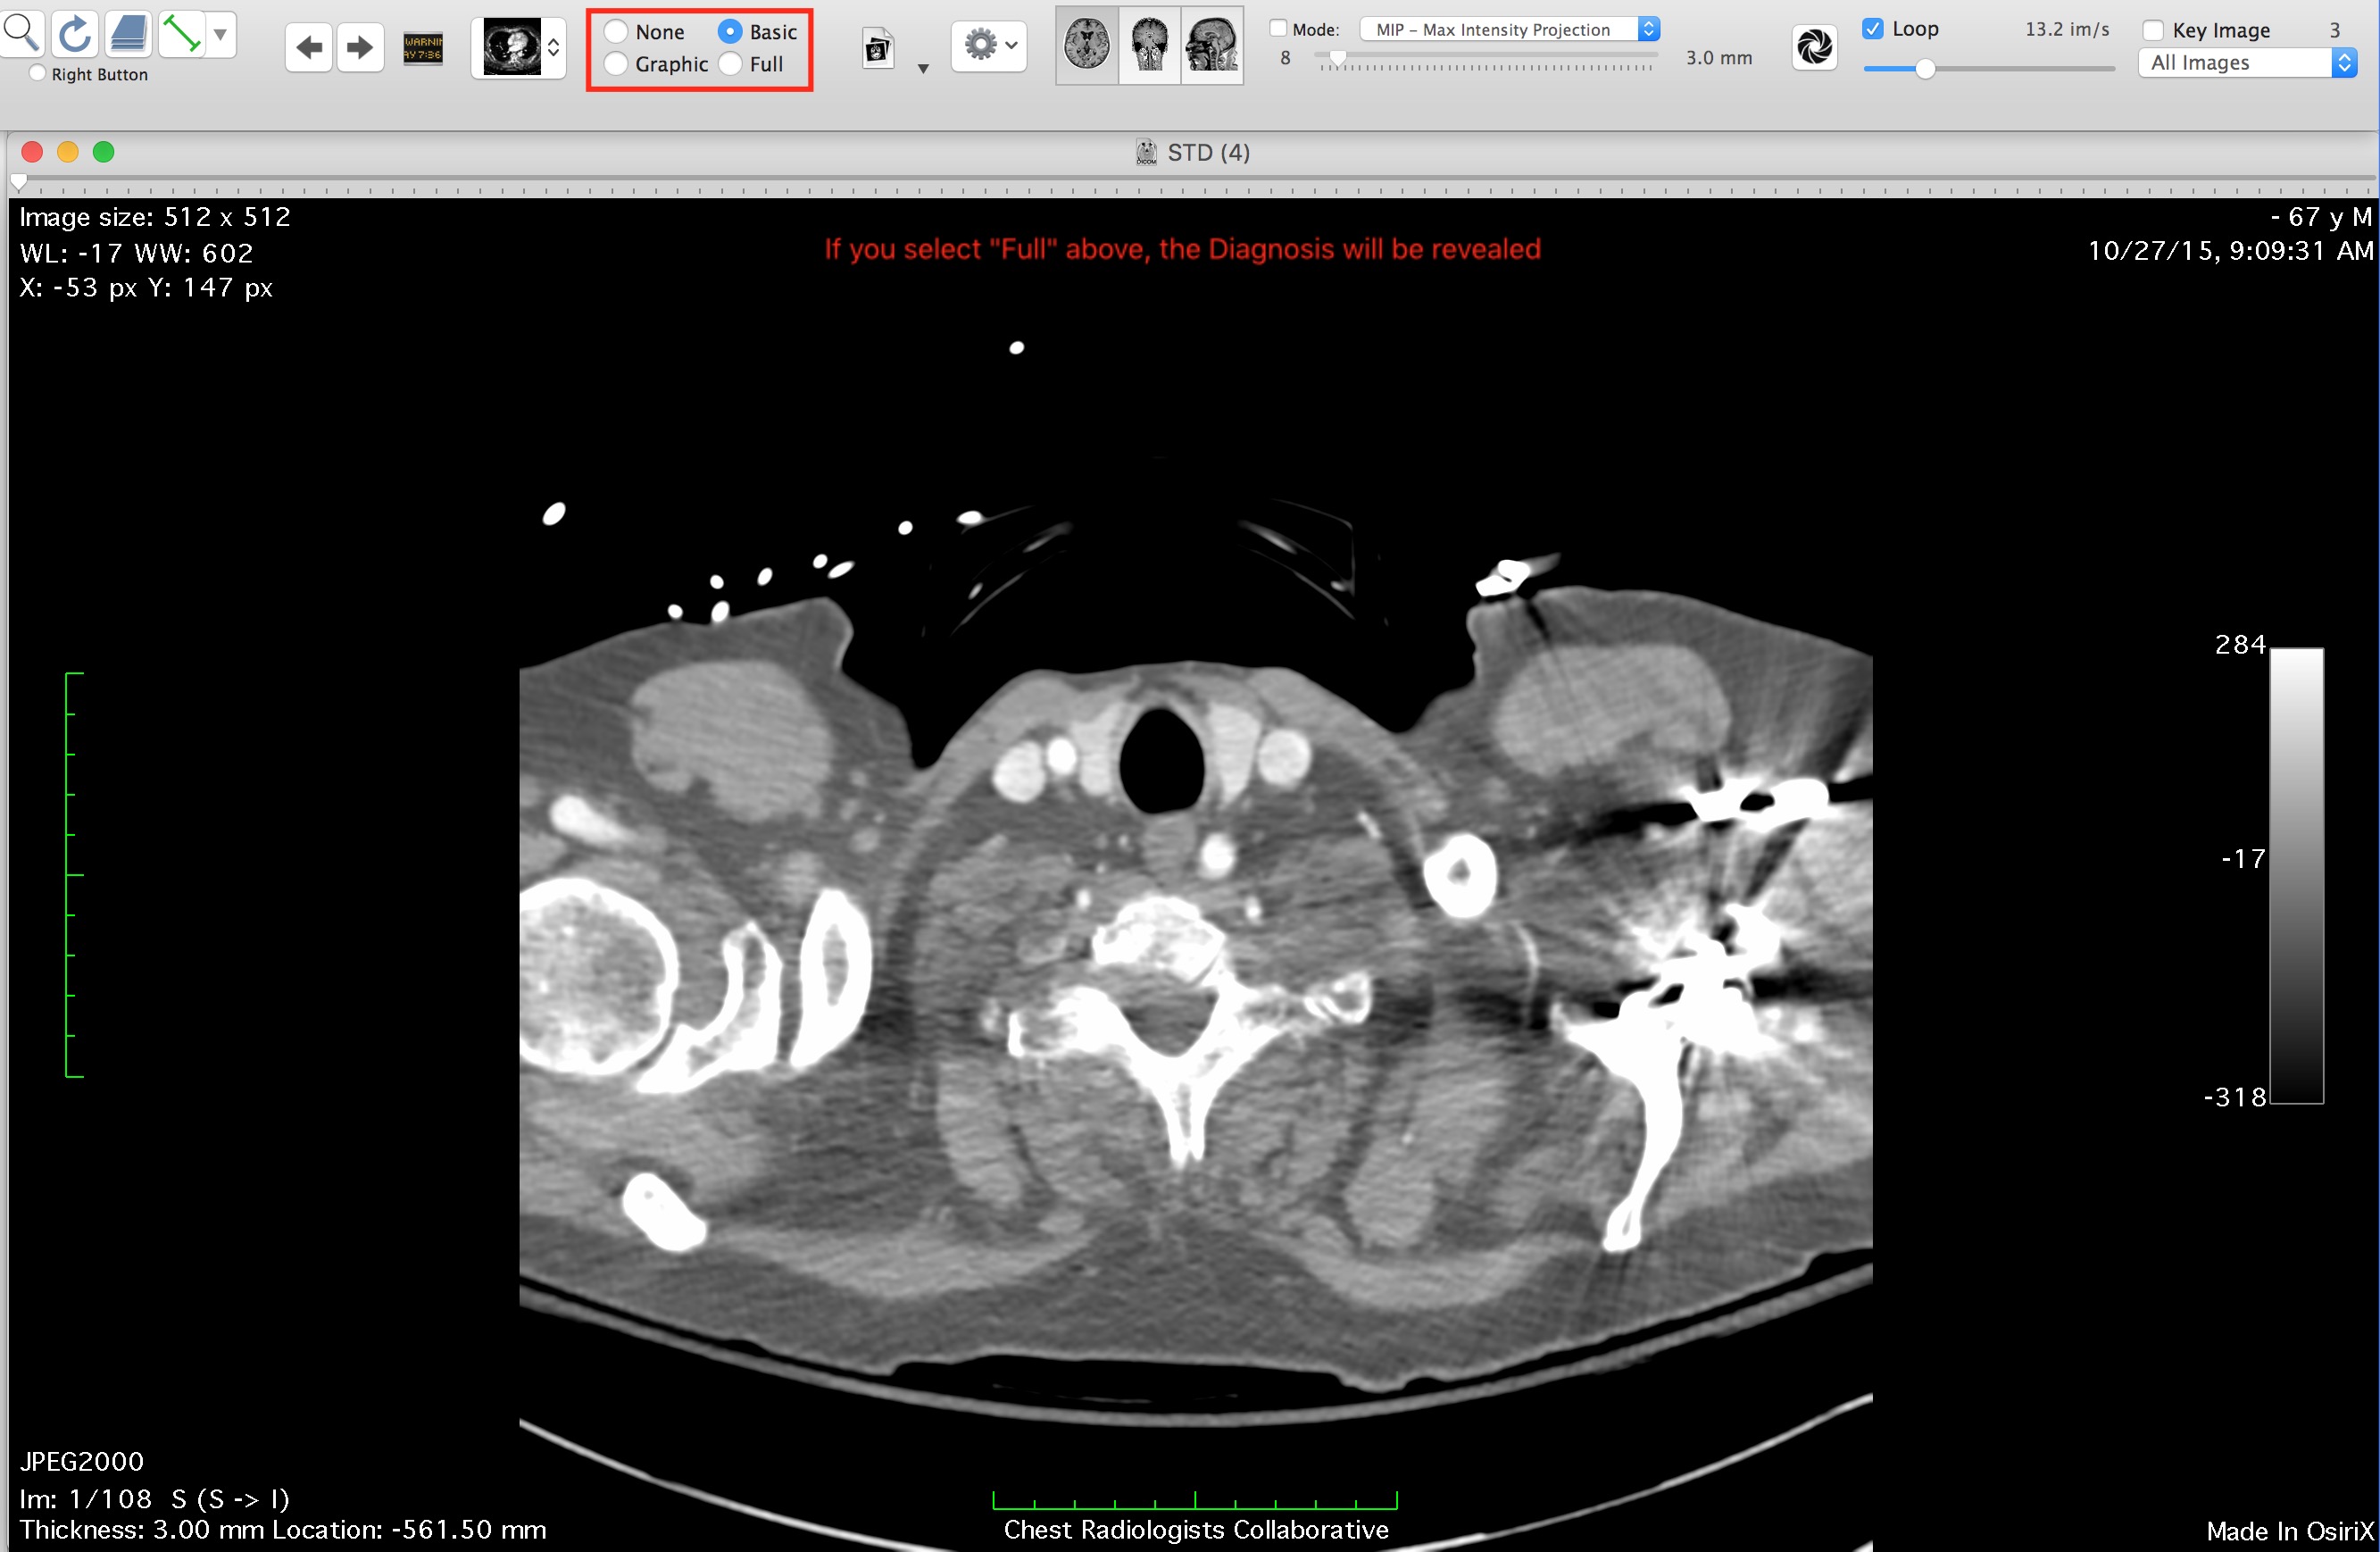 None
Basic
Graphic
Full
Right Button
Mode:
MIP – Max Intensity Projection
8
3.0 mm
Loop
13.2 im/s
Key Image
3
All Images
STD (4)
Image size: 512 x 512
WL: -17 WW: 602
X: -53 px Y: 147 px
If you select "Full" above, the Diagnosis will be revealed
- 67 y M
10/27/15, 9:09:31 AM
284
-17
-318
JPEG2000
Im: 1/108 S (S -> I)
Thickness: 3.00 mm Location: -561.50 mm
Chest Radiologists Collaborative
Made In OsiriX